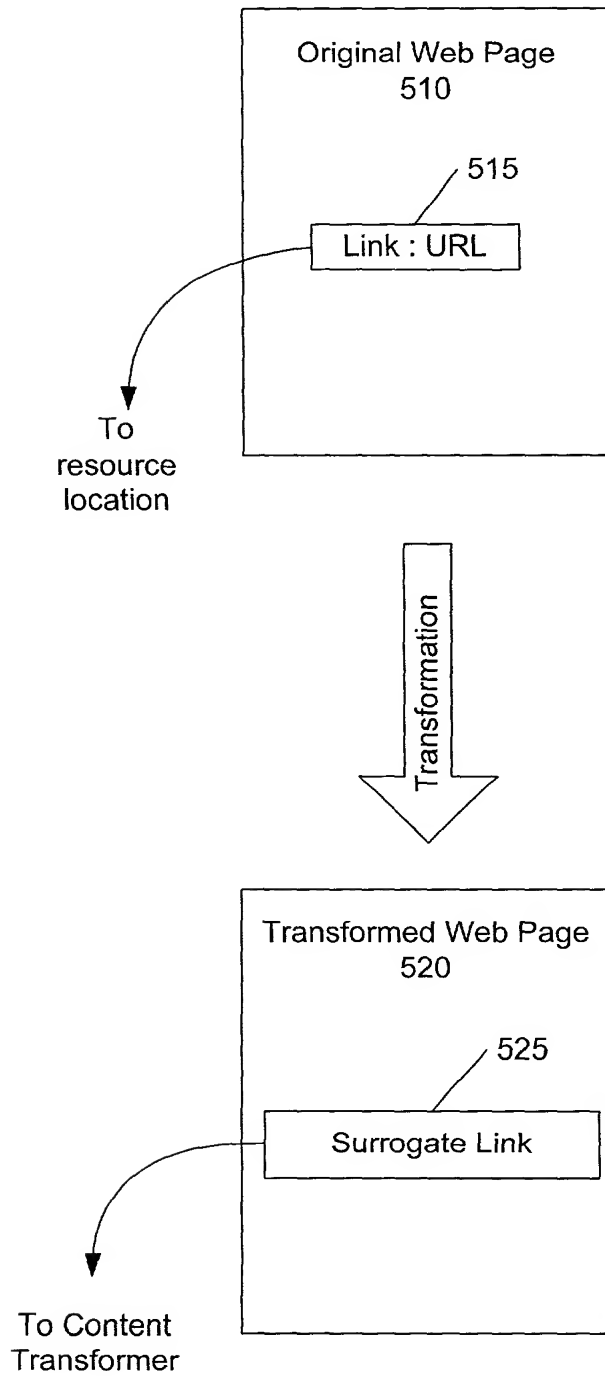 Original Web Page
510
515
Link : URL
To
resource
location
Transformation
Transformed Web Page
520
525
Surrogate Link
To Content
Transformer